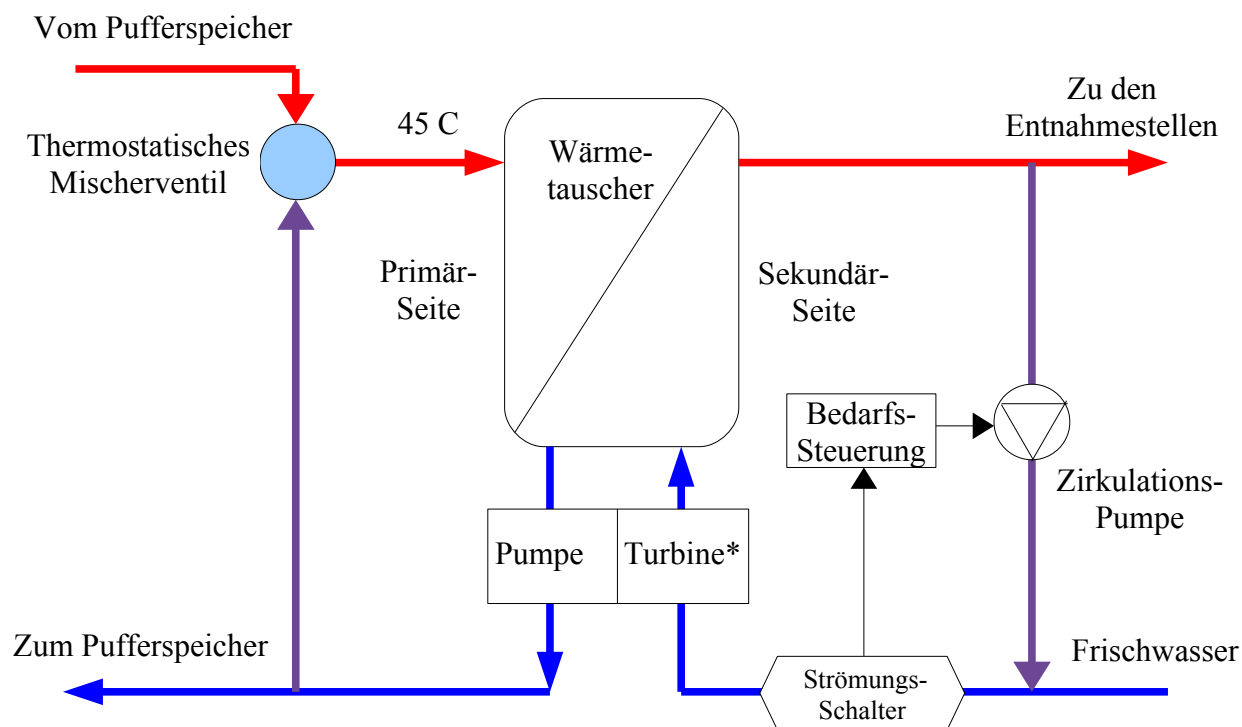 Vom Pufferspeicher
Thermostatisches
Mischerventil
45 C
Wärme-
tauscher
Zu den
Entnahmestellen
Primär-
Seite
Sekundär-
Seite
Bedarfs-
Steuerung
Zirkulations-
Pumpe
Pumpe
Turbine*
Zum Pufferspeicher
Strömungs-
Schalter
Frischwasser